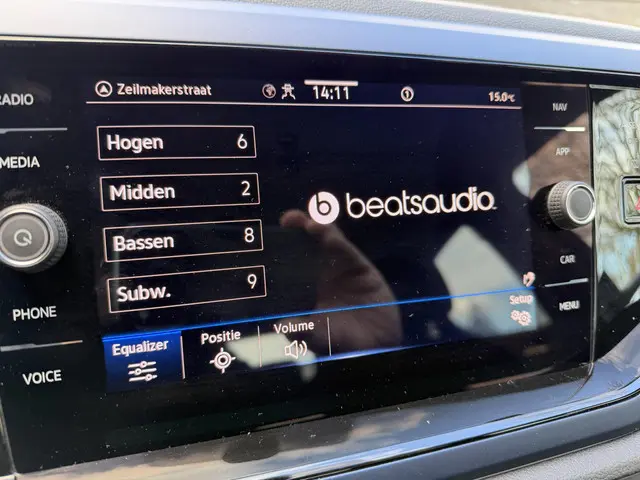 RADIO
MEDIA
PHONE
VOICE
Zeilmakerstraat 14:11 1 15.0°C
Hogen 6
Midden 2
Bassen 8
Subw. 9
b beatsaudio
Equalizer
Positie
Volume
Setup
NAV
APP
CAR
MENU